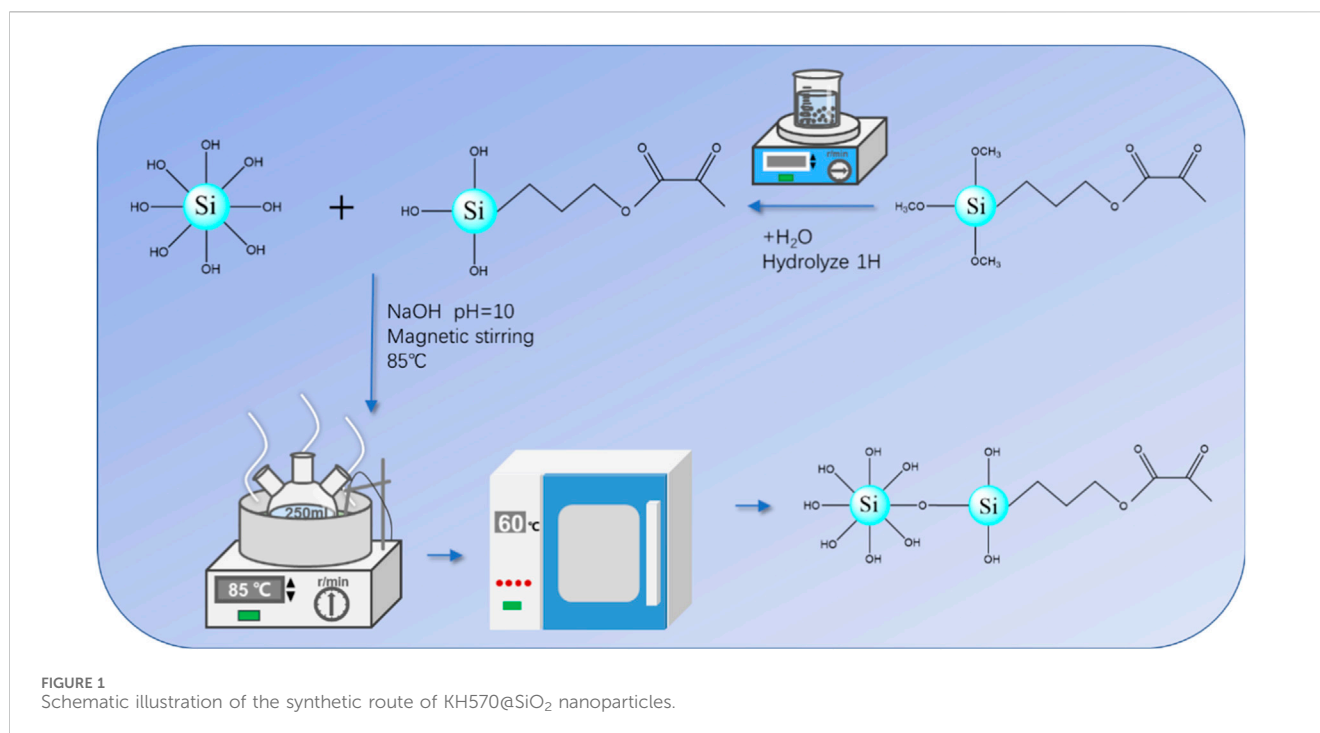 OH
HO
OH
HO
Si
OH
HO
OH
OH
+
OH
HO
Si
OH
O
O
O
r/min
+H₂O
Hydrolyze 1H
OCH₃
H₃CO
Si
OCH₃
O
O
O
NaOH pH=10
Magnetic stirring
85℃
250ml
85 ℃
r/min
60℃
OH
HO
OH
HO
Si
O
HO
OH
OH
OH
Si
OH
O
O
O
FIGURE 1
Schematic illustration of the synthetic route of KH570@SiO₂ nanoparticles.